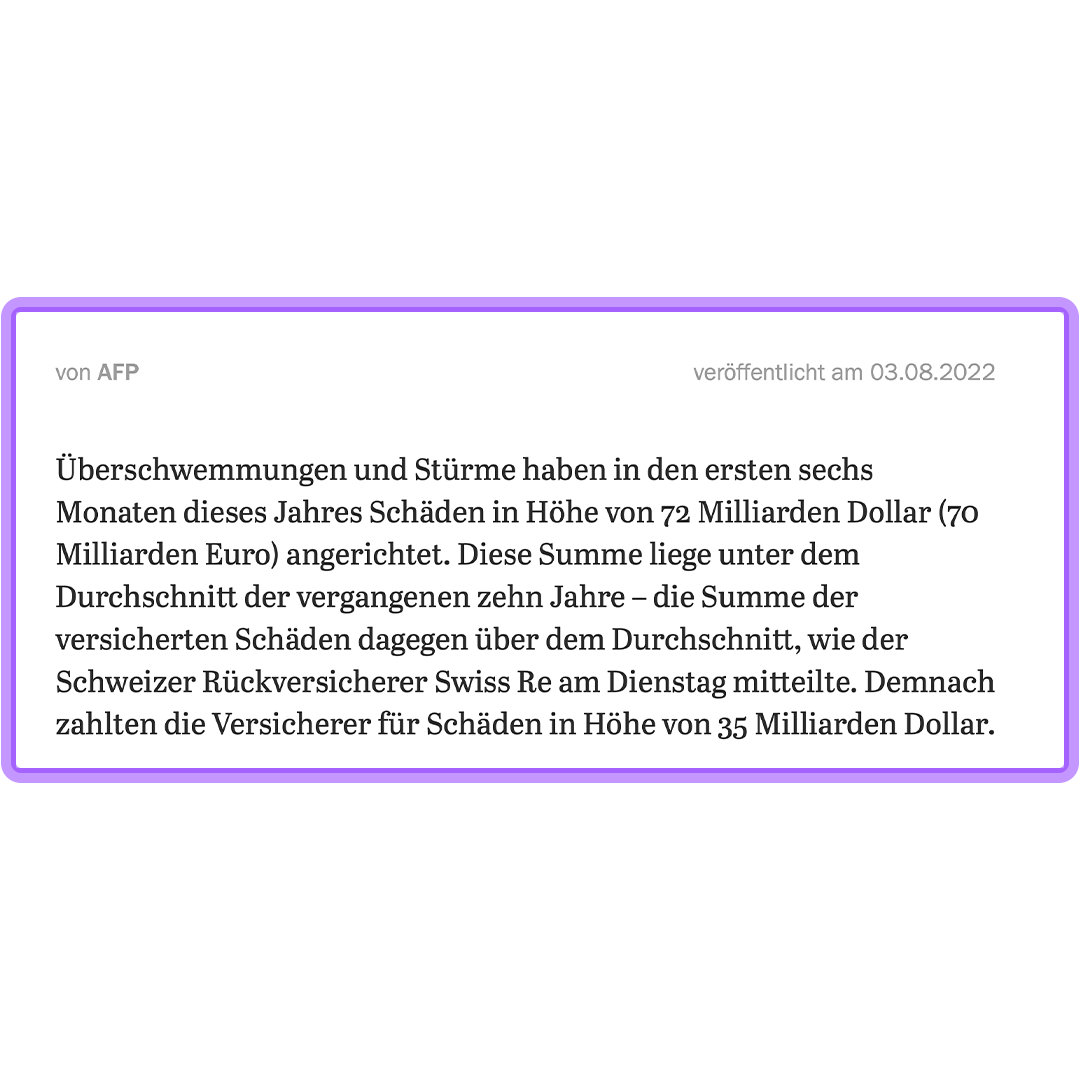 von AFP
veröffentlicht am 03.08.2022
Überschwemmungen und Stürme haben in den ersten sechs
Monaten dieses Jahres Schäden in Höhe von 72 Milliarden Dollar (70
Milliarden Euro) angerichtet. Diese Summe liege unter dem
Durchschnitt der vergangenen zehn Jahre – die Summe der
versicherten Schäden dagegen über dem Durchschnitt, wie der
Schweizer Rückversicherer Swiss Re am Dienstag mitteilte. Demnach
zahlten die Versicherer für Schäden in Höhe von 35 Milliarden Dollar.